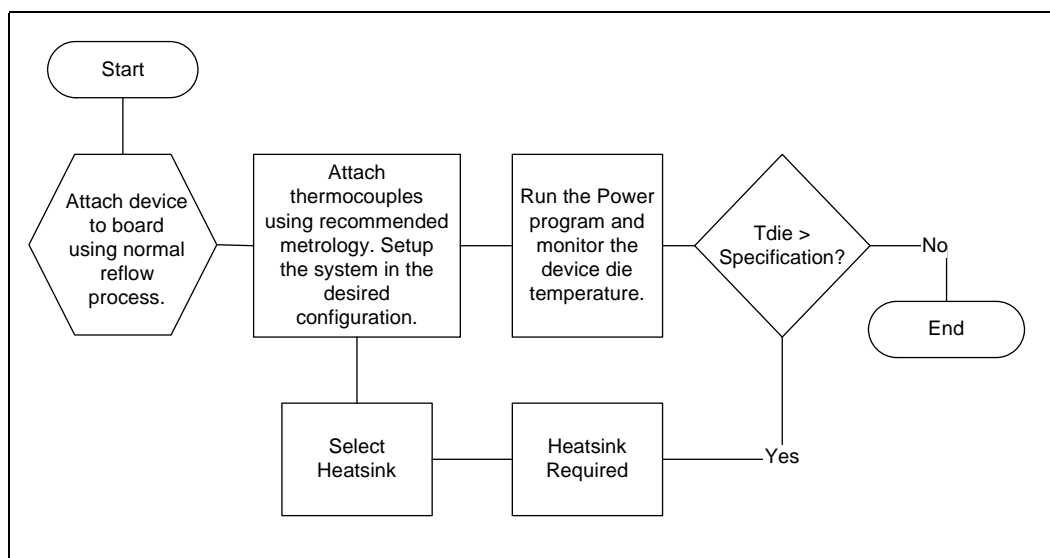 Start
Attach device
to board
using normal
reflow
process.
Attach
thermocouples
using recommended
metrology. Setup
the system in the
desired
configuration.
Run the Power
program and
monitor the
device die
temperature.
Tdie >
Specification?
No
End
Yes
Heatsink
Required
Select
Heatsink